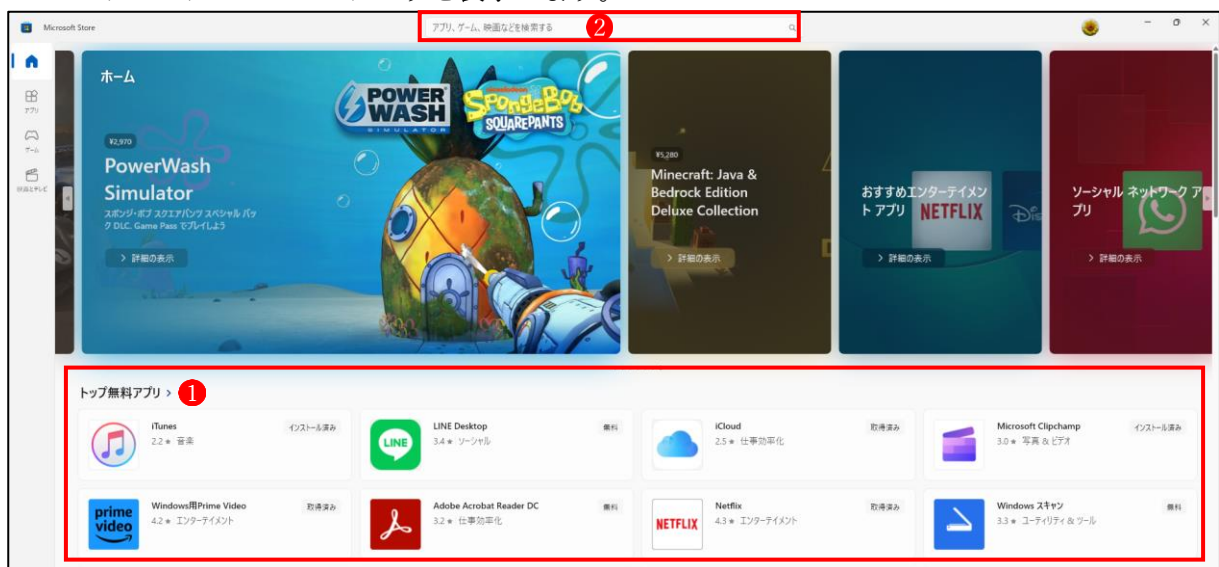 Microsoft Store
アプリ、ゲーム、映画などを検索する
2
ホーム
アプリ
ゲーム
映画とテレビ
POWER
WASH
SIMULATOR
SPONGEBOB
SQUAREPANTS
¥2,970
PowerWash
Simulator
スポンジ・ボブ スクエアパンツ スペシャル パッ
ク DLC. Game Pass でプレイしよう
詳細の表示
¥5,280
Minecraft: Java &
Bedrock Edition
Deluxe Collection
詳細の表示
おすすめエンターテイメン
ト アプリ
NETFLIX
Dis
詳細の表示
ソーシャル ネットワーク ア
プリ
詳細の表示
トップ無料アプリ >
1
iTunes
インストール済み
2.2★ 音楽
LINE
LINE Desktop
無料
3.4★ ソーシャル
iCloud
取得済み
2.5★ 仕事効率化
Microsoft Clipchamp
インストール済み
3.0★ 写真 & ビデオ
prime
video
Windows用Prime Video
取得済み
4.2★ エンターテイメント
Adobe Acrobat Reader DC
無料
3.2★ 仕事効率化
NETFLIX
Netflix
取得済み
4.3★ エンターテイメント
Windows スキャン
無料
3.3★ ユーティリティ & ツール